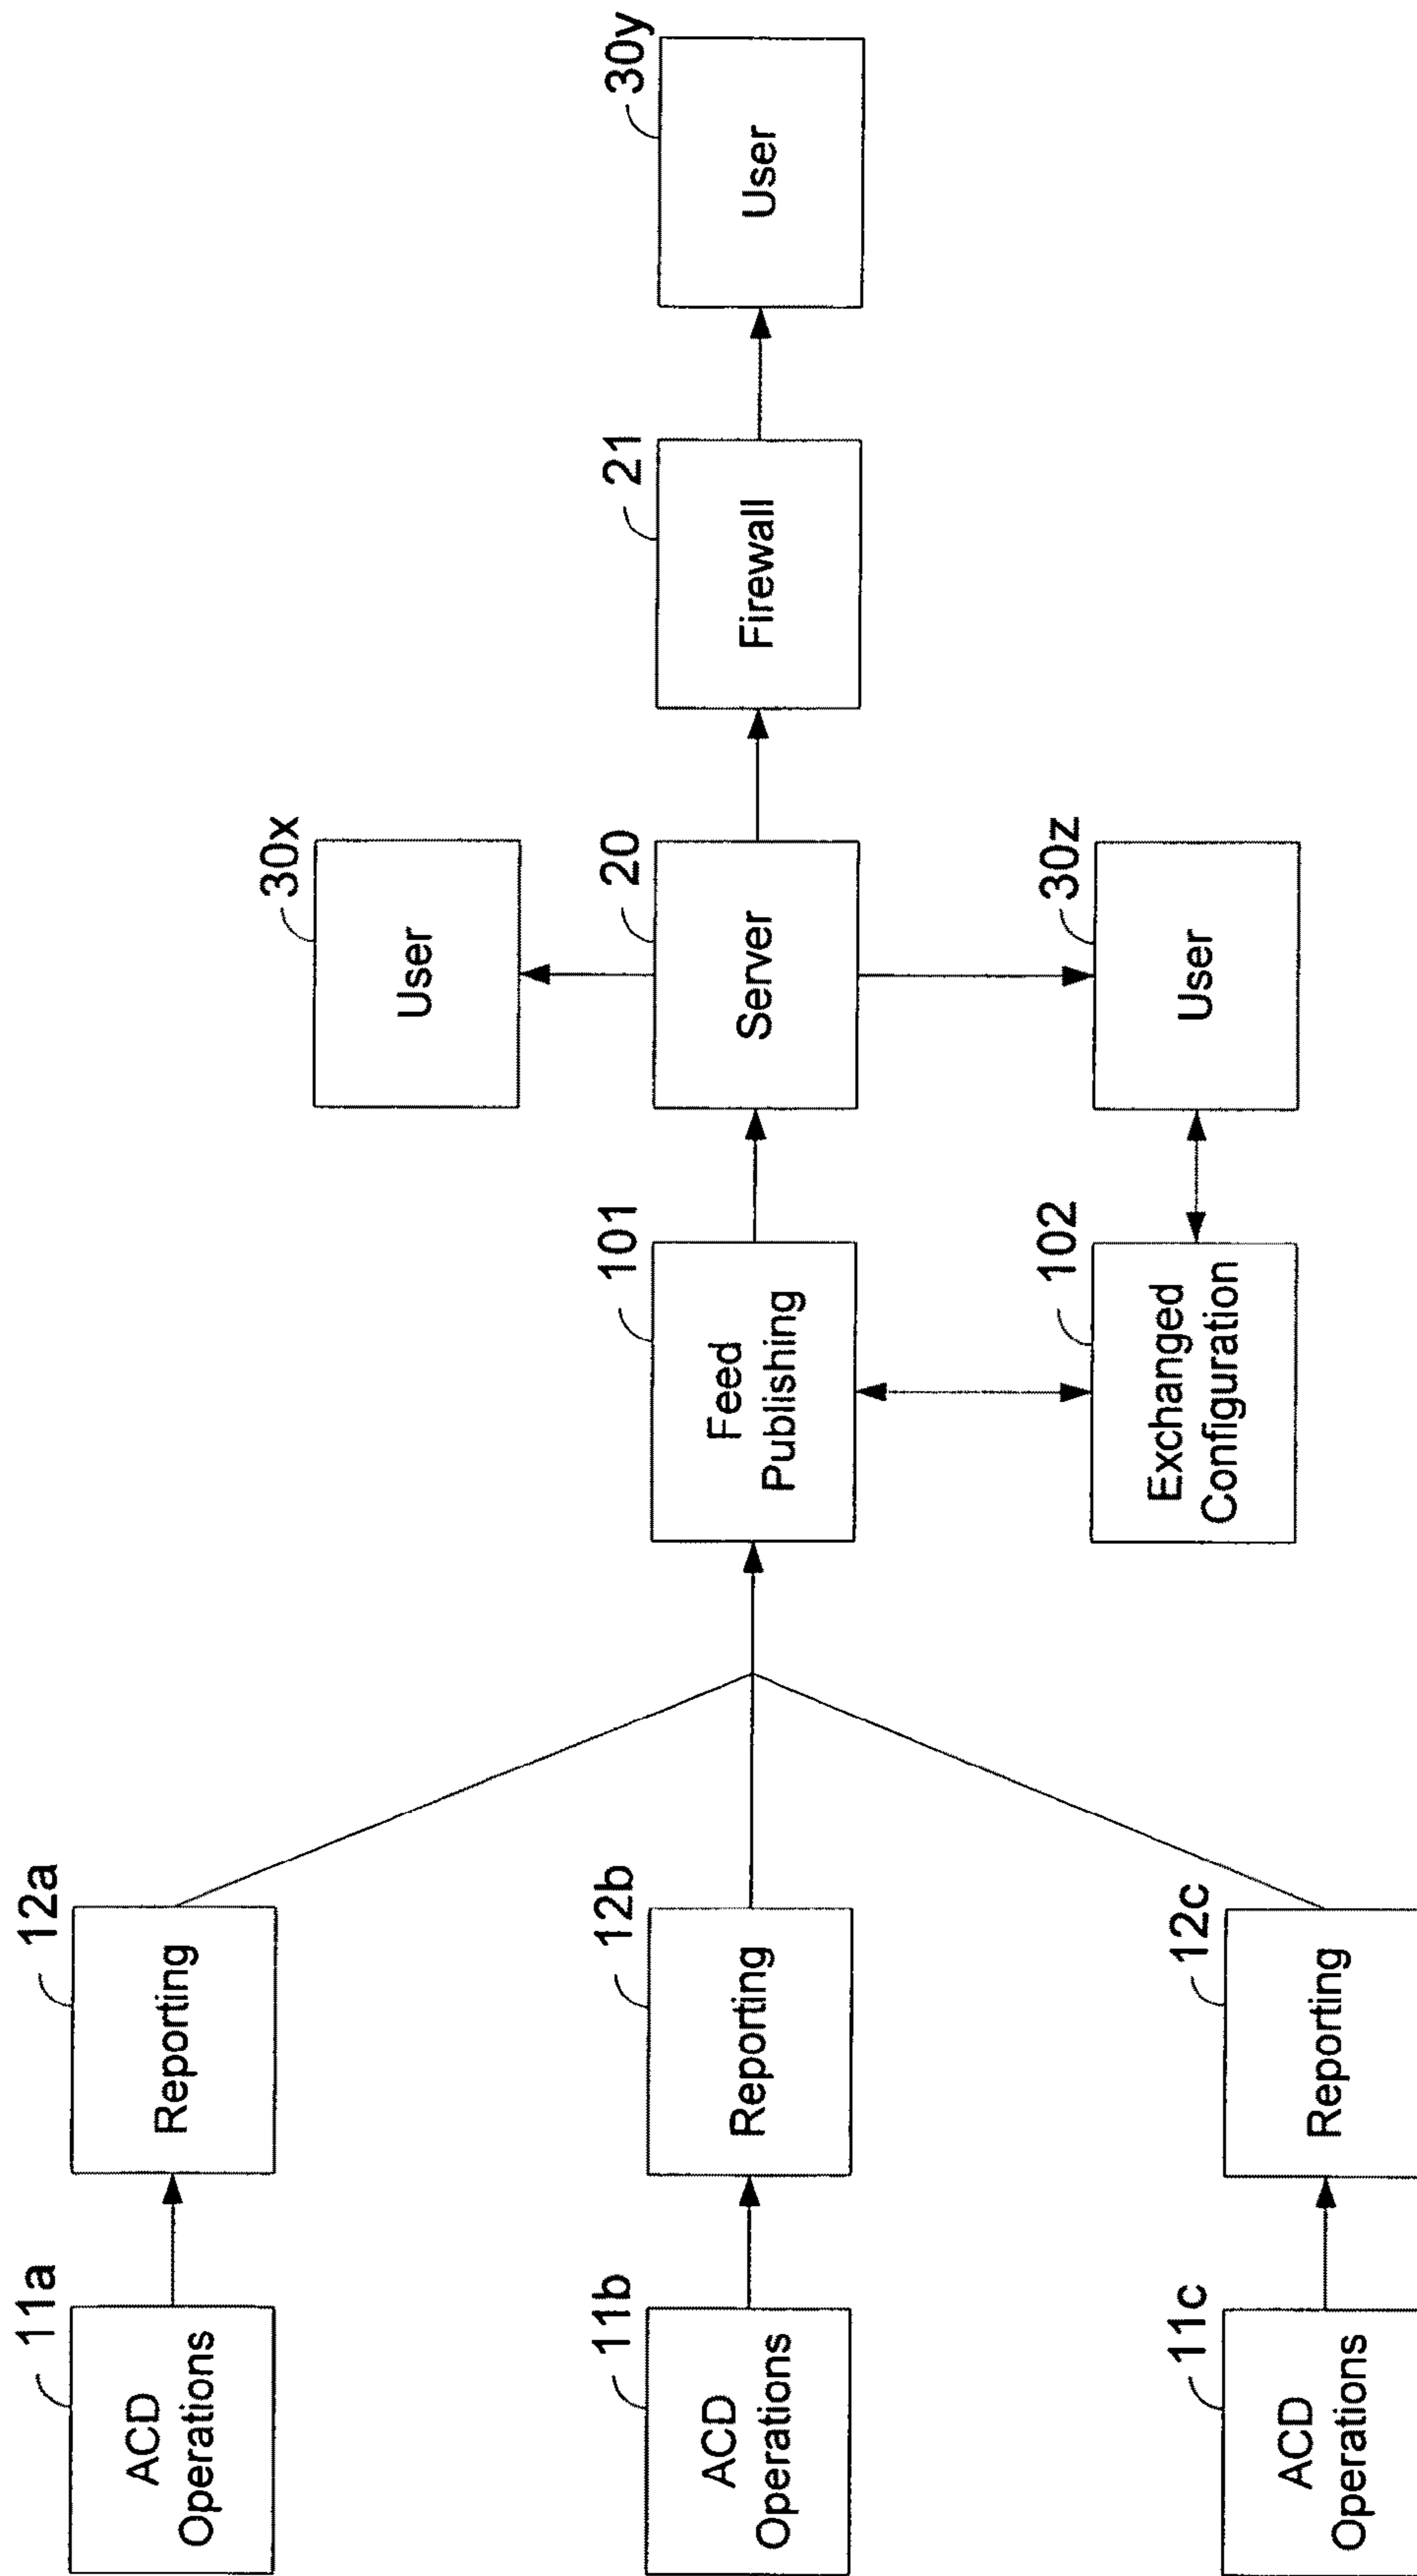 11a
ACD
Operations
12a
Reporting
11b
ACD
Operations
12b
Reporting
11c
ACD
Operations
12c
Reporting
101
Feed
Publishing
102
Exchanged
Configuration
30x
User
20
Server
30z
User
21
Firewall
30y
User